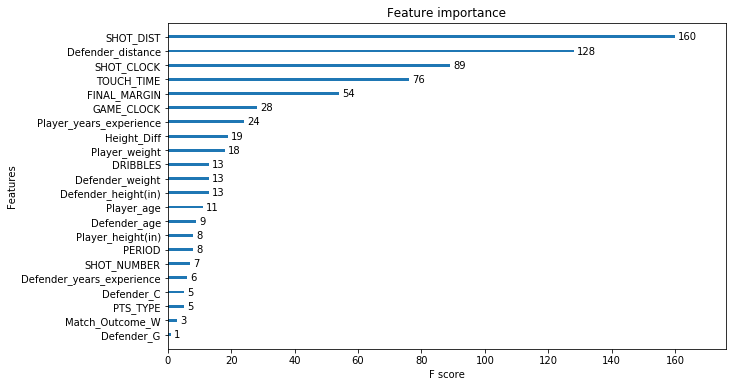 Feature importance
Features
SHOT_DIST 160
Defender_distance 128
SHOT_CLOCK 89
TOUCH_TIME 76
FINAL_MARGIN 54
GAME_CLOCK 28
Player_years_experience 24
Height_Diff 19
Player_weight 18
DRIBBLES 13
Defender_weight 13
Defender_height(in) 13
Player_age 11
Defender_age 9
Player_height(in) 8
PERIOD 8
SHOT_NUMBER 7
Defender_years_experience 6
Defender_C 5
PTS_TYPE 5
Match_Outcome_W 3
Defender_G 1
0 20 40 60 80 100 120 140 160
F score